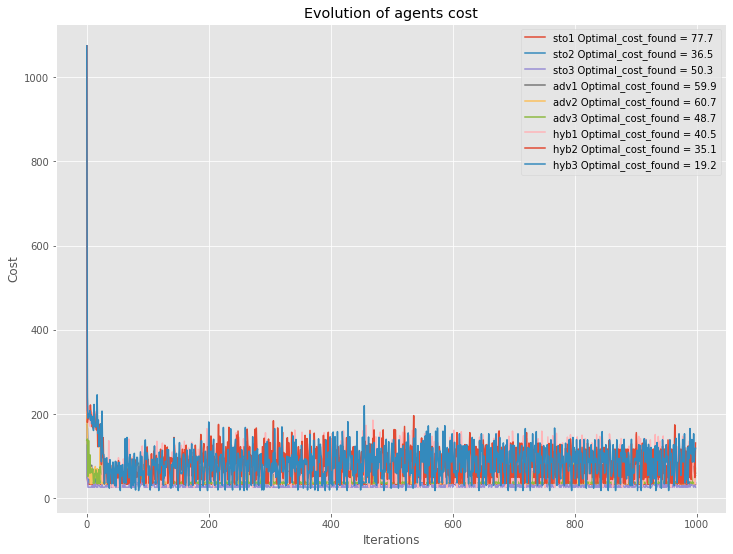 Evolution of agents cost
sto1 Optimal_cost_found = 77.7
sto2 Optimal_cost_found = 36.5
sto3 Optimal_cost_found = 50.3
adv1 Optimal_cost_found = 59.9
adv2 Optimal_cost_found = 60.7
adv3 Optimal_cost_found = 48.7
hyb1 Optimal_cost_found = 40.5
hyb2 Optimal_cost_found = 35.1
hyb3 Optimal_cost_found = 19.2
Cost
1000
800
600
400
200
0
0 200 400 600 800 1000
Iterations